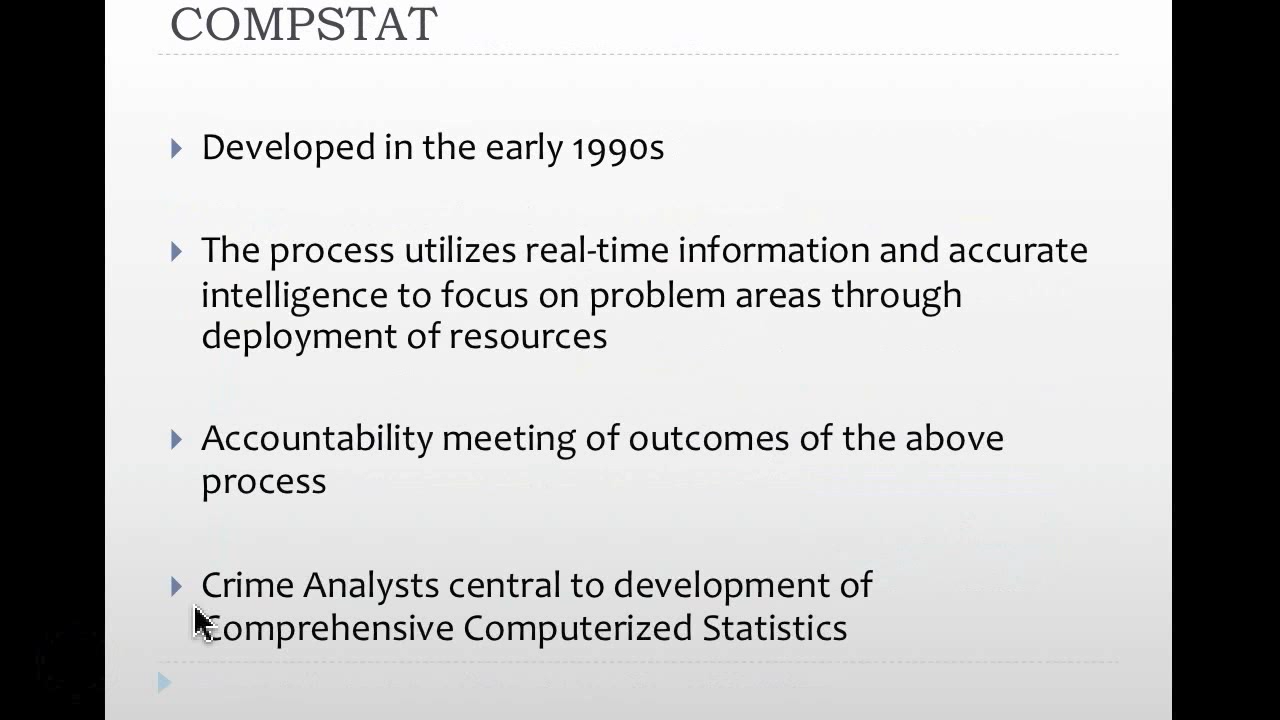 COMPSTAT
Developed in the early 1990s
The process utilizes real-time information and accurate
intelligence to focus on problem areas through
deployment of resources
Accountability meeting of outcomes of the above
process
Crime Analysts central to development of
Comprehensive Computerized Statistics